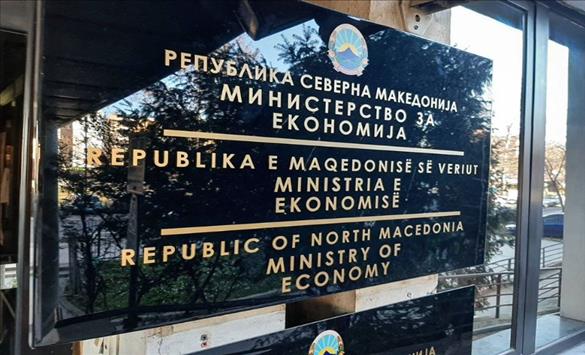 РЕПУБЛИКА СЕВЕРНА МАКЕДОНИЈА
МИНИСТЕРСТВО ЗА
ЕКОНОМИЈА
REPUBLIKA E MAQEDONISË SË VERIUT
MINISTRIA E
EKONOMISË
REPUBLIC OF NORTH MACEDONIA
MINISTRY OF
ECONOMY